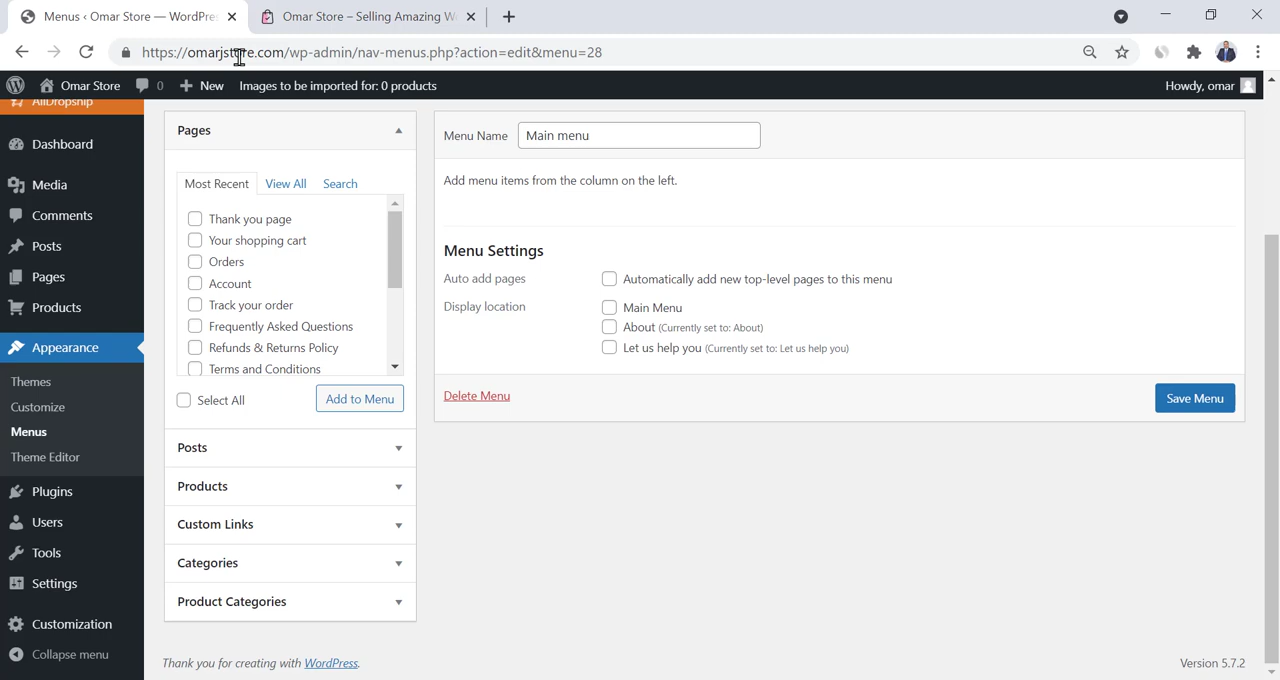 Menus ‹ Omar Store — WordPre
Omar Store – Selling Amazing W
https://omarjstore.com/wp-admin/nav-menus.php?action=edit&menu=28
Omar Store
0
New
Images to be imported for: 0 products
Howdy, omar
AliDropship
Dashboard
Media
Comments
Posts
Pages
Products
Appearance
Themes
Customize
Menus
Theme Editor
Plugins
Users
Tools
Settings
Customization
Collapse menu
Pages
Most Recent
View All
Search
Thank you page
Your shopping cart
Orders
Account
Track your order
Frequently Asked Questions
Refunds & Returns Policy
Terms and Conditions
Select All
Add to Menu
Posts
Products
Custom Links
Categories
Product Categories
Menu Name
Main menu
Add menu items from the column on the left.
Menu Settings
Auto add pages
Automatically add new top-level pages to this menu
Display location
Main Menu
About (Currently set to: About)
Let us help you (Currently set to: Let us help you)
Delete Menu
Save Menu
Thank you for creating with WordPress.
Version 5.7.2